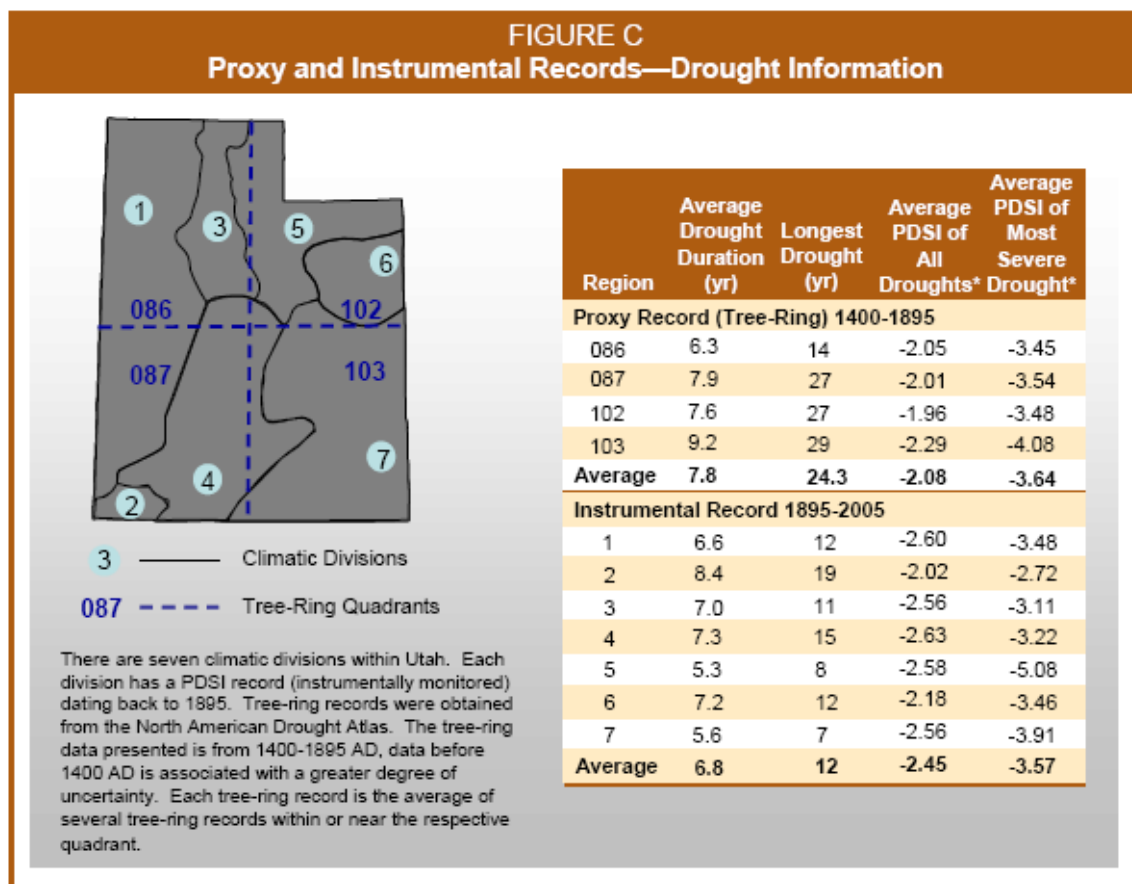 FIGURE C
Proxy and Instrumental Records—Drought Information
1
3
5
6
086
102
087
103
7
4
2
3 Climatic Divisions
087 Tree-Ring Quadrants
There are seven climatic divisions within Utah. Each
division has a PDSI record (instrumentally monitored)
dating back to 1895. Tree-ring records were obtained
from the North American Drought Atlas. The tree-ring
data presented is from 1400-1895 AD, data before
1400 AD is associated with a greater degree of
uncertainty. Each tree-ring record is the average of
several tree-ring records within or near the respective
quadrant.
Average
Average Average PDSI of
Drought Longest PDSI of Most
Duration Drought All Severe
Region (yr) (yr) Droughts* Drought*
Proxy Record (Tree-Ring) 1400-1895
086 6.3 14 -2.05 -3.45
087 7.9 27 -2.01 -3.54
102 7.6 27 -1.96 -3.48
103 9.2 29 -2.29 -4.08
Average 7.8 24.3 -2.08 -3.64
Instrumental Record 1895-2005
1 6.6 12 -2.60 -3.48
2 8.4 19 -2.02 -2.72
3 7.0 11 -2.56 -3.11
4 7.3 15 -2.63 -3.22
5 5.3 8 -2.58 -5.08
6 7.2 12 -2.18 -3.46
7 5.6 7 -2.56 -3.91
Average 6.8 12 -2.45 -3.57